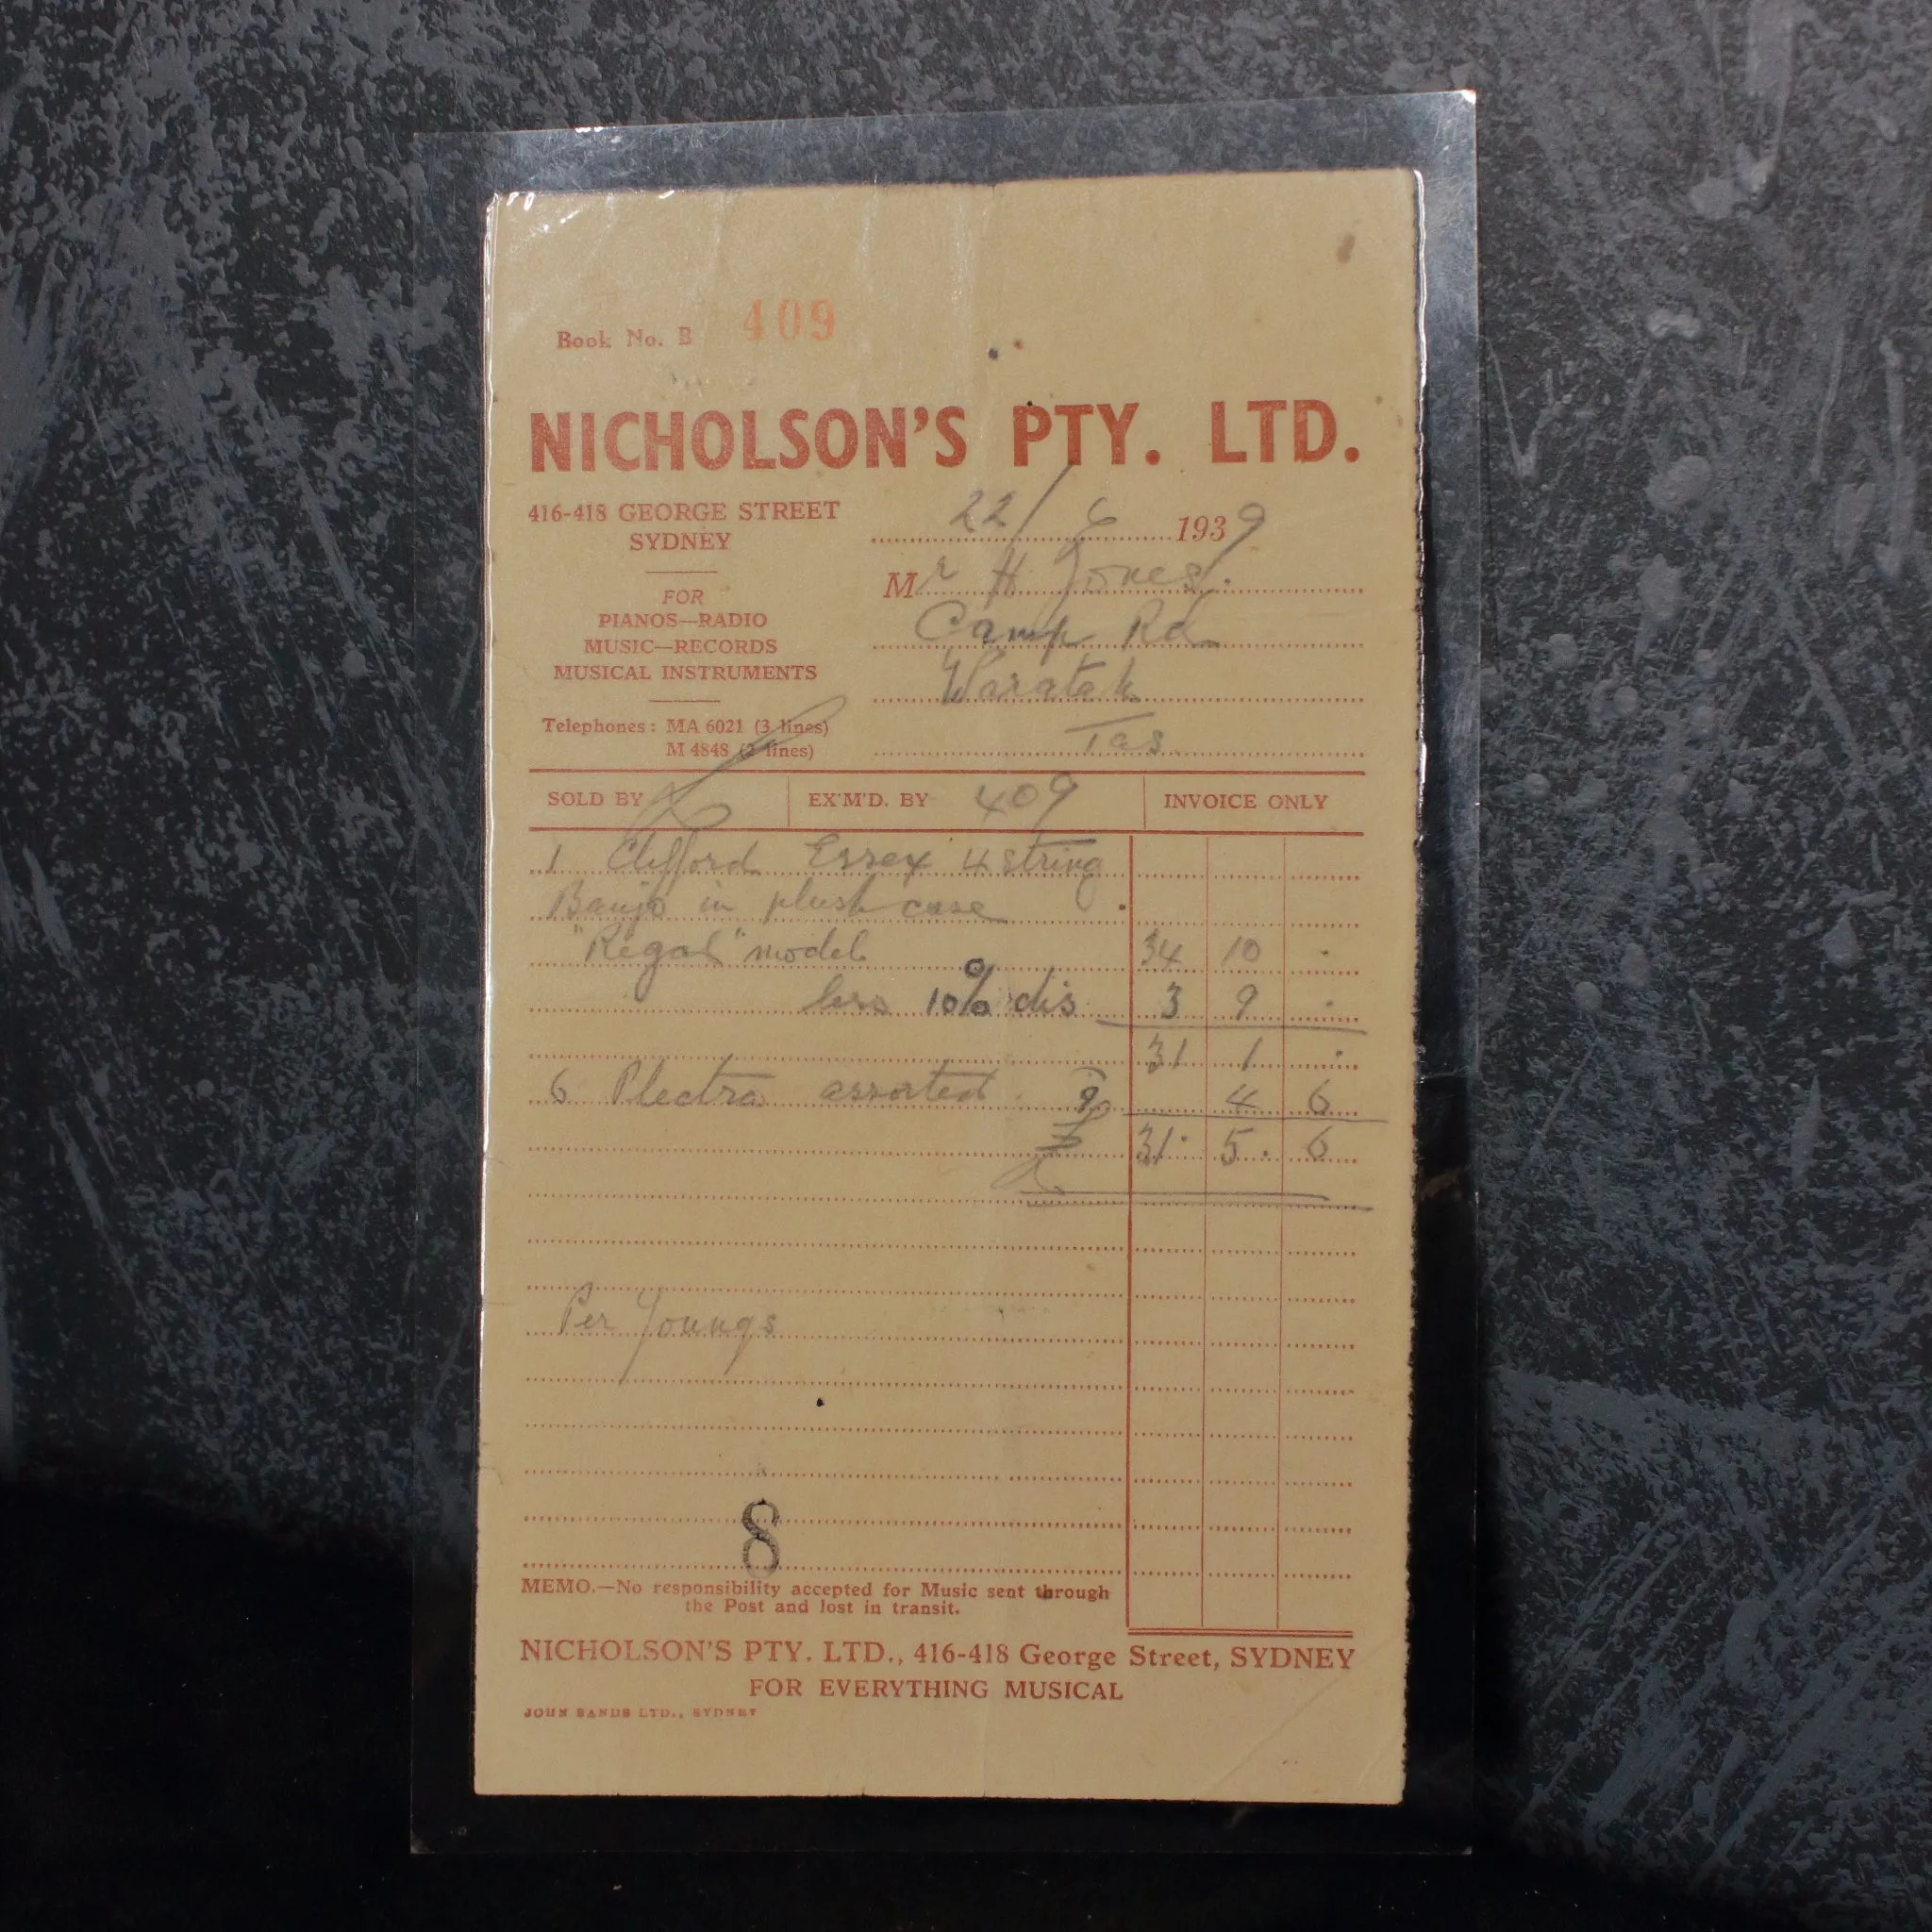 Book No. B 409
NICHOLSON'S PTY. LTD.
416-418 GEORGE STREET
SYDNEY
FOR
PIANOS—RADIO
MUSIC—RECORDS
MUSICAL INSTRUMENTS
Telephones: MA 6021 (3 lines)
M 4848 (2 lines)
22/6 1939
Mr H Jones.
Camp Rd
Waratah
Tas.
SOLD BY
EX'M'D. BY 409
INVOICE ONLY
1 Clifford Essex 4 string
Banjo in plush case
"Regal" model 34 10 .
less 10% dis 3 9 .
31 1 .
6 Plectra assorted 9 4 6
£ 31. 5. 6
Per Youngs
8
MEMO.—No responsibility accepted for Music sent through
the Post and lost in transit.
NICHOLSON'S PTY. LTD., 416-418 George Street, SYDNEY
FOR EVERYTHING MUSICAL
JOHN SANDS LTD., SYDNEY